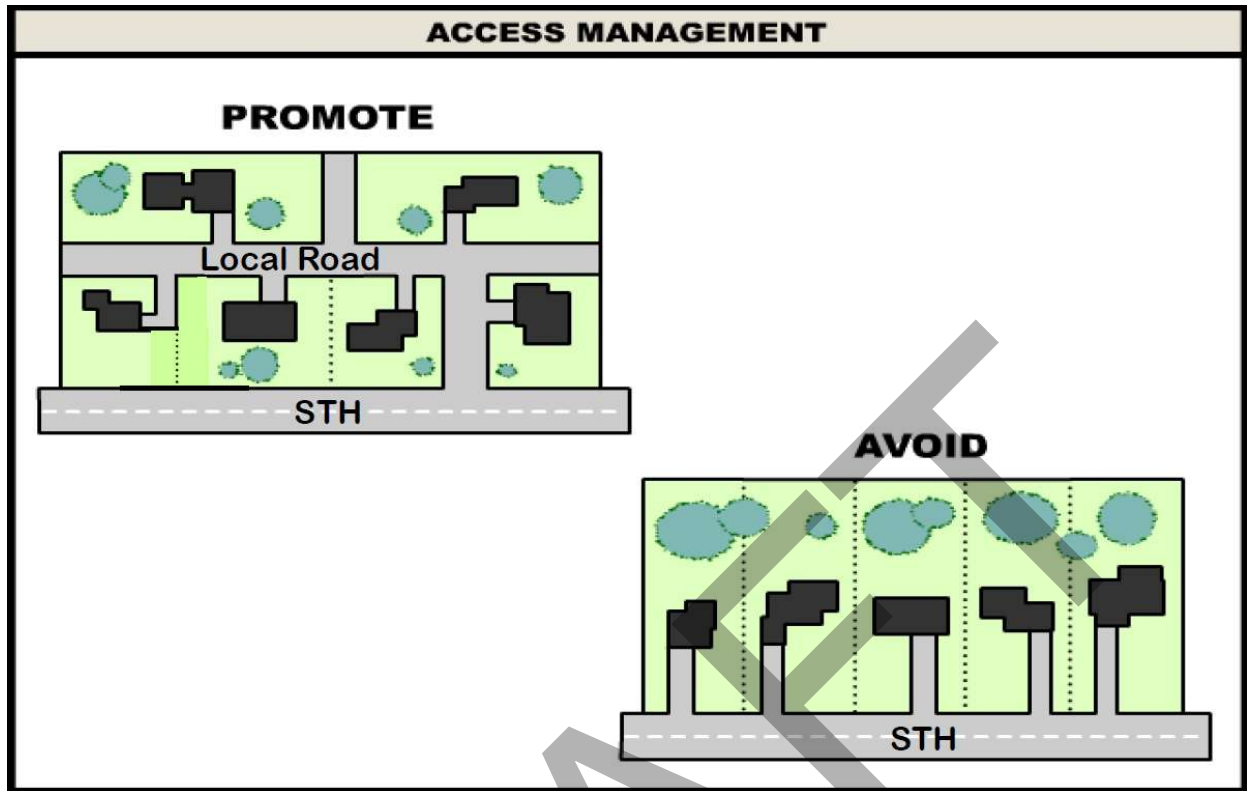 ACCESS MANAGEMENT
PROMOTE
Local Road
STH
AVOID
STH